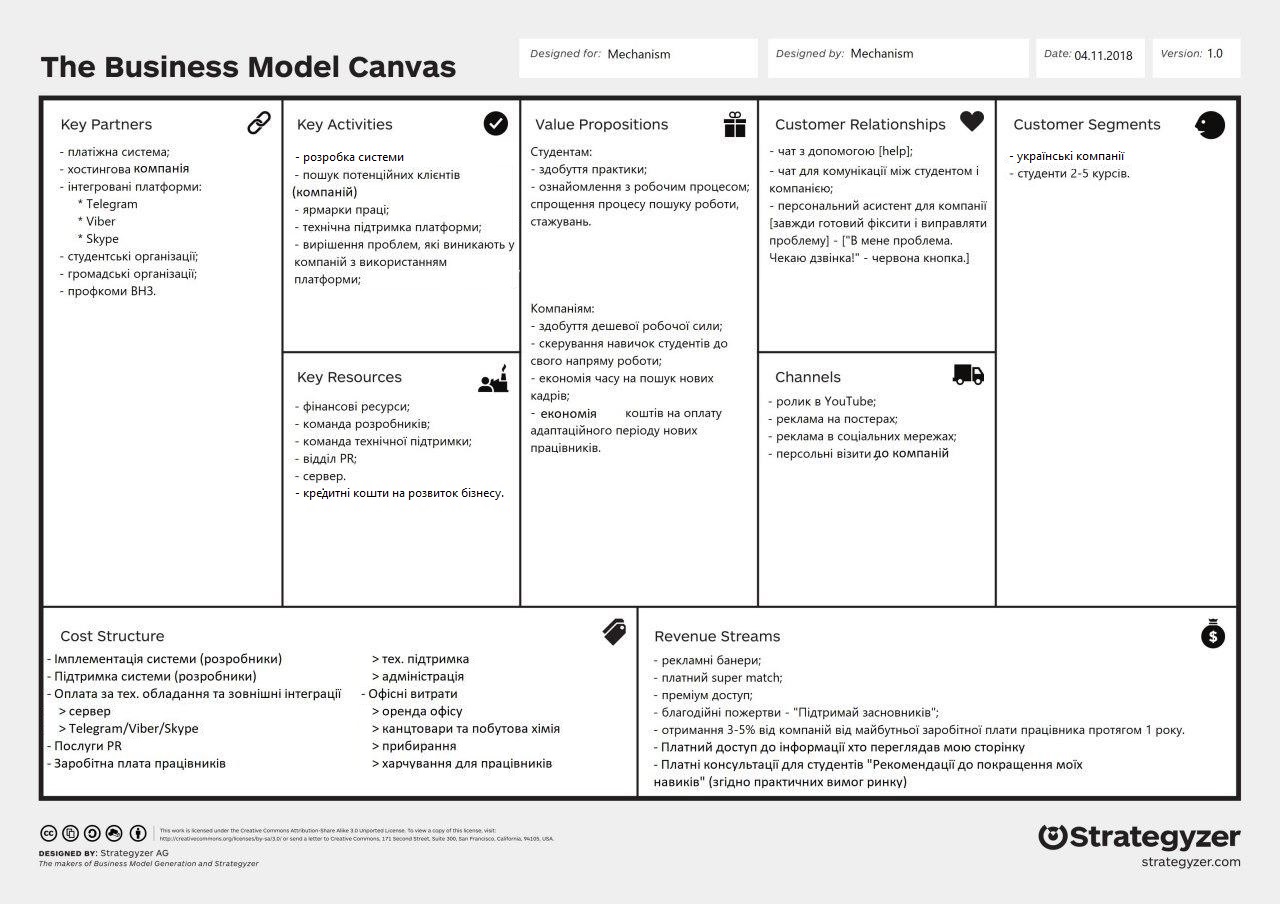 The Business Model Canvas
Designed for: Mechanism
Designed by: Mechanism
Date: 04.11.2018
Version: 1.0
Key Partners
- платіжна система;
- хостингова компанія
- інтегровані платформи:
* Telegram
* Viber
* Skype
- студентські організації;
- громадські організації;
- профкоми ВНЗ.
Key Activities
- розробка системи
- пошук потенційних клієнтів
(компаній)
- ярмарки праці;
- технічна підтримка платформи;
- вирішення проблем, які виникають у
компаній з використанням
платформи;
Key Resources
- фінансові ресурси;
- команда розробників;
- команда технічної підтримки;
- відділ PR;
- сервер.
- кредитні кошти на розвиток бізнесу.
Value Propositions
Студентам:
- здобуття практики;
- ознайомлення з робочим процесом;
спрощення процесу пошуку роботи,
стажувань.
Компаніям:
- здобуття дешевої робочої сили;
- скерування навичок студентів до
свого напряму роботи;
- економія часу на пошук нових
кадрів;
- економія коштів на оплату
адаптаційного періоду нових
працівників.
Customer Relationships
- чат з допомогою [help];
- чат для комунікації між студентом і
компанією;
- персональний асистент для компанії
[завжди готовий фіксити і виправляти
проблему] - ["В мене проблема.
Чекаю дзвінка!" - червона кнопка.]
Channels
- ролик в YouTube;
- реклама на постерах;
- реклама в соціальних мережах;
- персольні візити до компаній
Customer Segments
- українські компанії
- студенти 2-5 курсів.
Cost Structure
- Імплементація системи (розробники)
- Підтримка системи (розробники)
- Оплата за тех. обладання та зовнішні інтеграції
> сервер
> Telegram/Viber/Skype
- Послуги PR
- Заробітна плата працівників
> тех. підтримка
> адміністрація
- Офісні витрати
> оренда офісу
> канцтовари та побутова хімія
> прибирання
> харчування для працівників
Revenue Streams
- рекламні банери;
- платний super match;
- преміум доступ;
- благодійні пожертви - "Підтримай засновників";
- отримання 3-5% від компаній від майбутньої заробітної плати працівника протягом 1 року.
- Платний доступ до інформації хто переглядав мою сторінку
- Платні консультації для студентів "Рекомендації до покращення моїх
навиків" (згідно практичних вимог ринку)
This work is licensed under the Creative Commons Attribution-Share Alike 3.0 Unported License. To view a copy of this license, visit:
http://creativecommons.org/licenses/by-sa/3.0/ or send a letter to Creative Commons, 171 Second Street, Suite 300, San Francisco, California, 94105, USA.
DESIGNED BY: Strategyzer AG
The makers of Business Model Generation and Strategyzer
Strategyzer
strategyzer.com